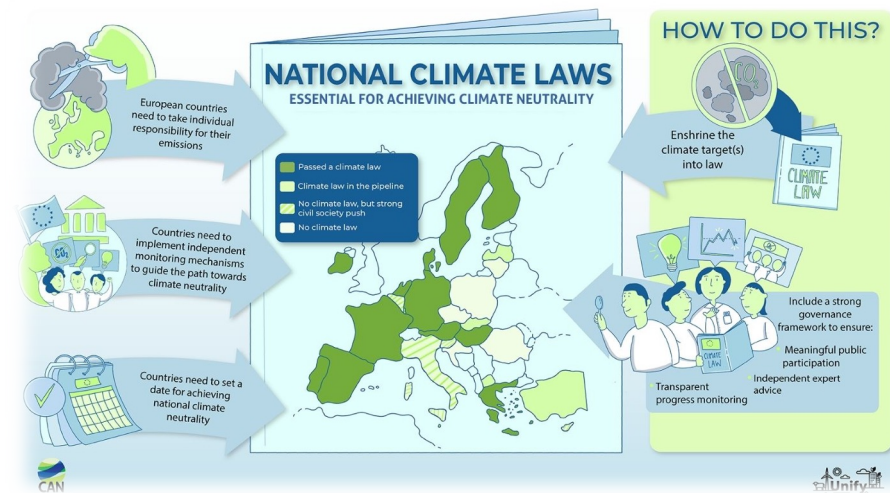 NATIONAL CLIMATE LAWS
ESSENTIAL FOR ACHIEVING CLIMATE NEUTRALITY
European countries
need to take individual
responsibility for their
emissions
Countries need to
implement independent
monitoring mechanisms
to guide the path towards
climate neutrality
CO₂
Countries need to set a
date for achieving
national climate
neutrality
Passed a climate law
Climate law in the pipeline
No climate law, but strong
civil society push
No climate law
HOW TO DO THIS?
CO₂
Enshrine the
climate target(s)
into law
CLIMATE
LAW
Include a strong
governance
framework to ensure:
Meaningful public
participation
Independent expert
advice
Transparent
progress monitoring
CLIMATE
LAW
CAN
Unify